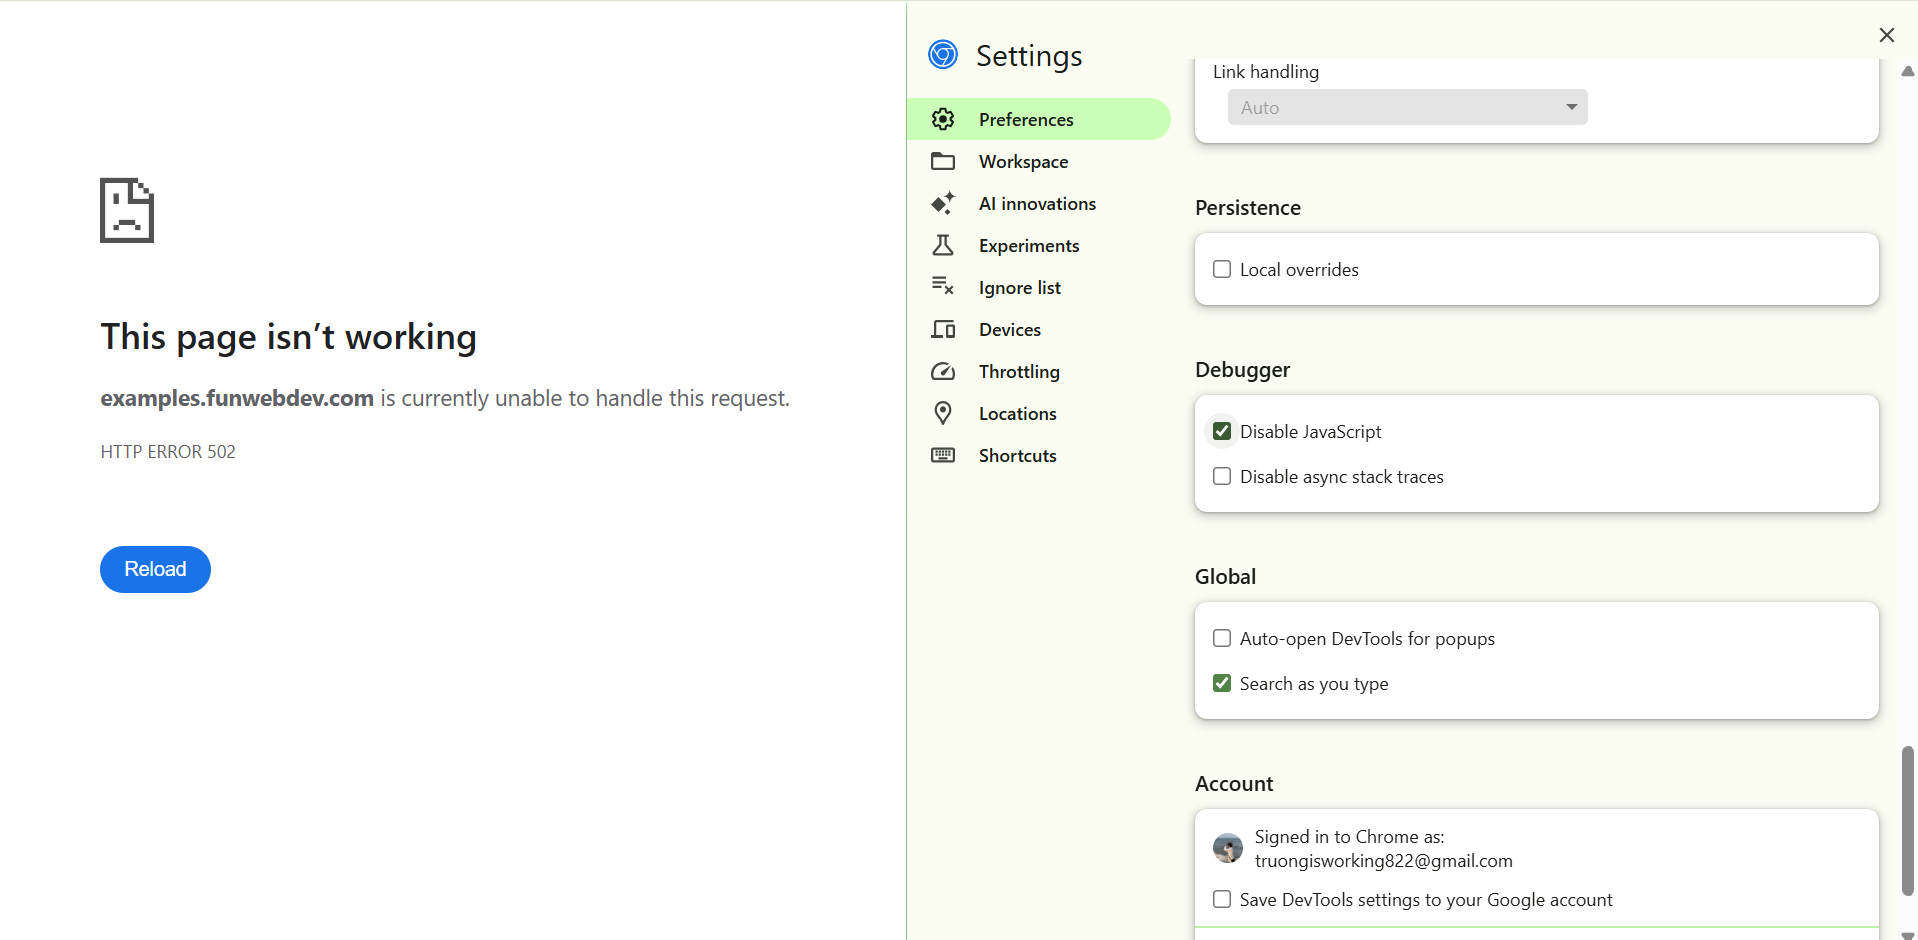 This page isn’t working
examples.funwebdev.com is currently unable to handle this request.
HTTP ERROR 502
Reload
Settings
Preferences
Workspace
AI innovations
Experiments
Ignore list
Devices
Throttling
Locations
Shortcuts
Link handling
Auto
Persistence
Local overrides
Debugger
Disable JavaScript
Disable async stack traces
Global
Auto-open DevTools for popups
Search as you type
Account
Signed in to Chrome as:
truongisworking822@gmail.com
Save DevTools settings to your Google account